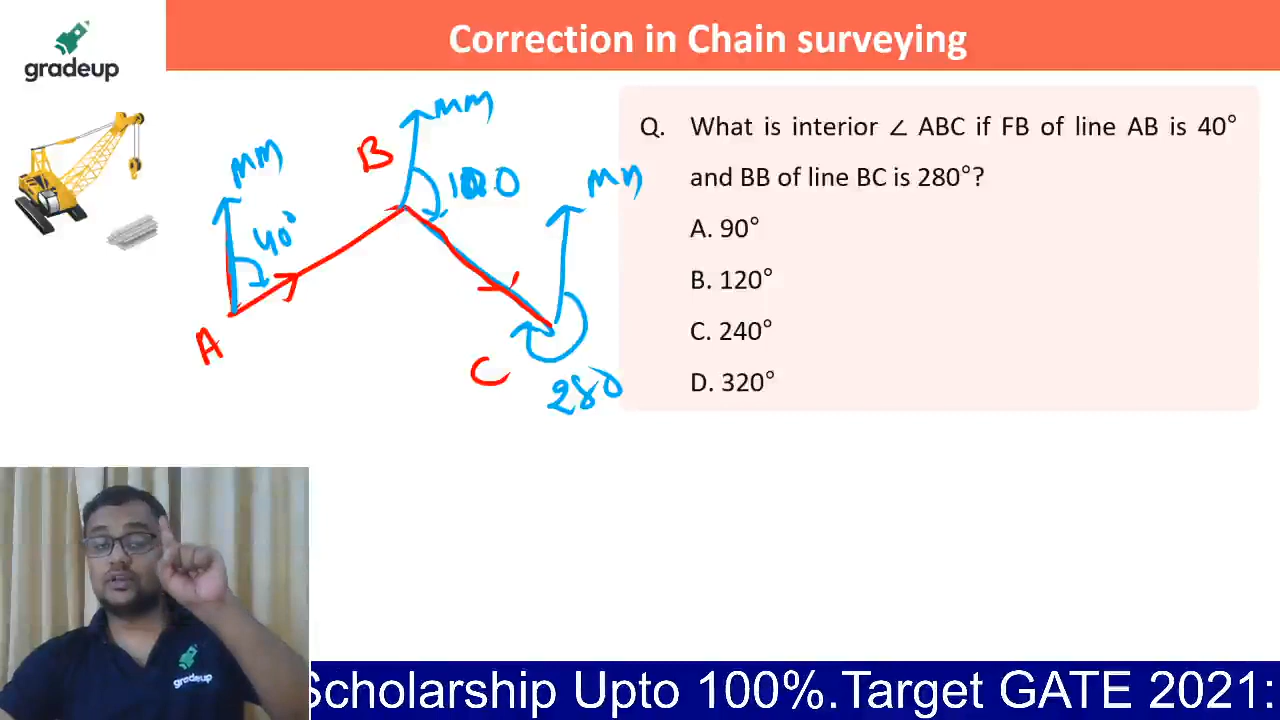 gradeup
Correction in Chain surveying
Q. What is interior ∠ ABC if FB of line AB is 40°
and BB of line BC is 280°?
A. 90°
B. 120°
C. 240°
D. 320°
MM
MM
MM
B
100
40°
A
C
280
gradeup
Scholarship Upto 100%.Target GATE 2021: